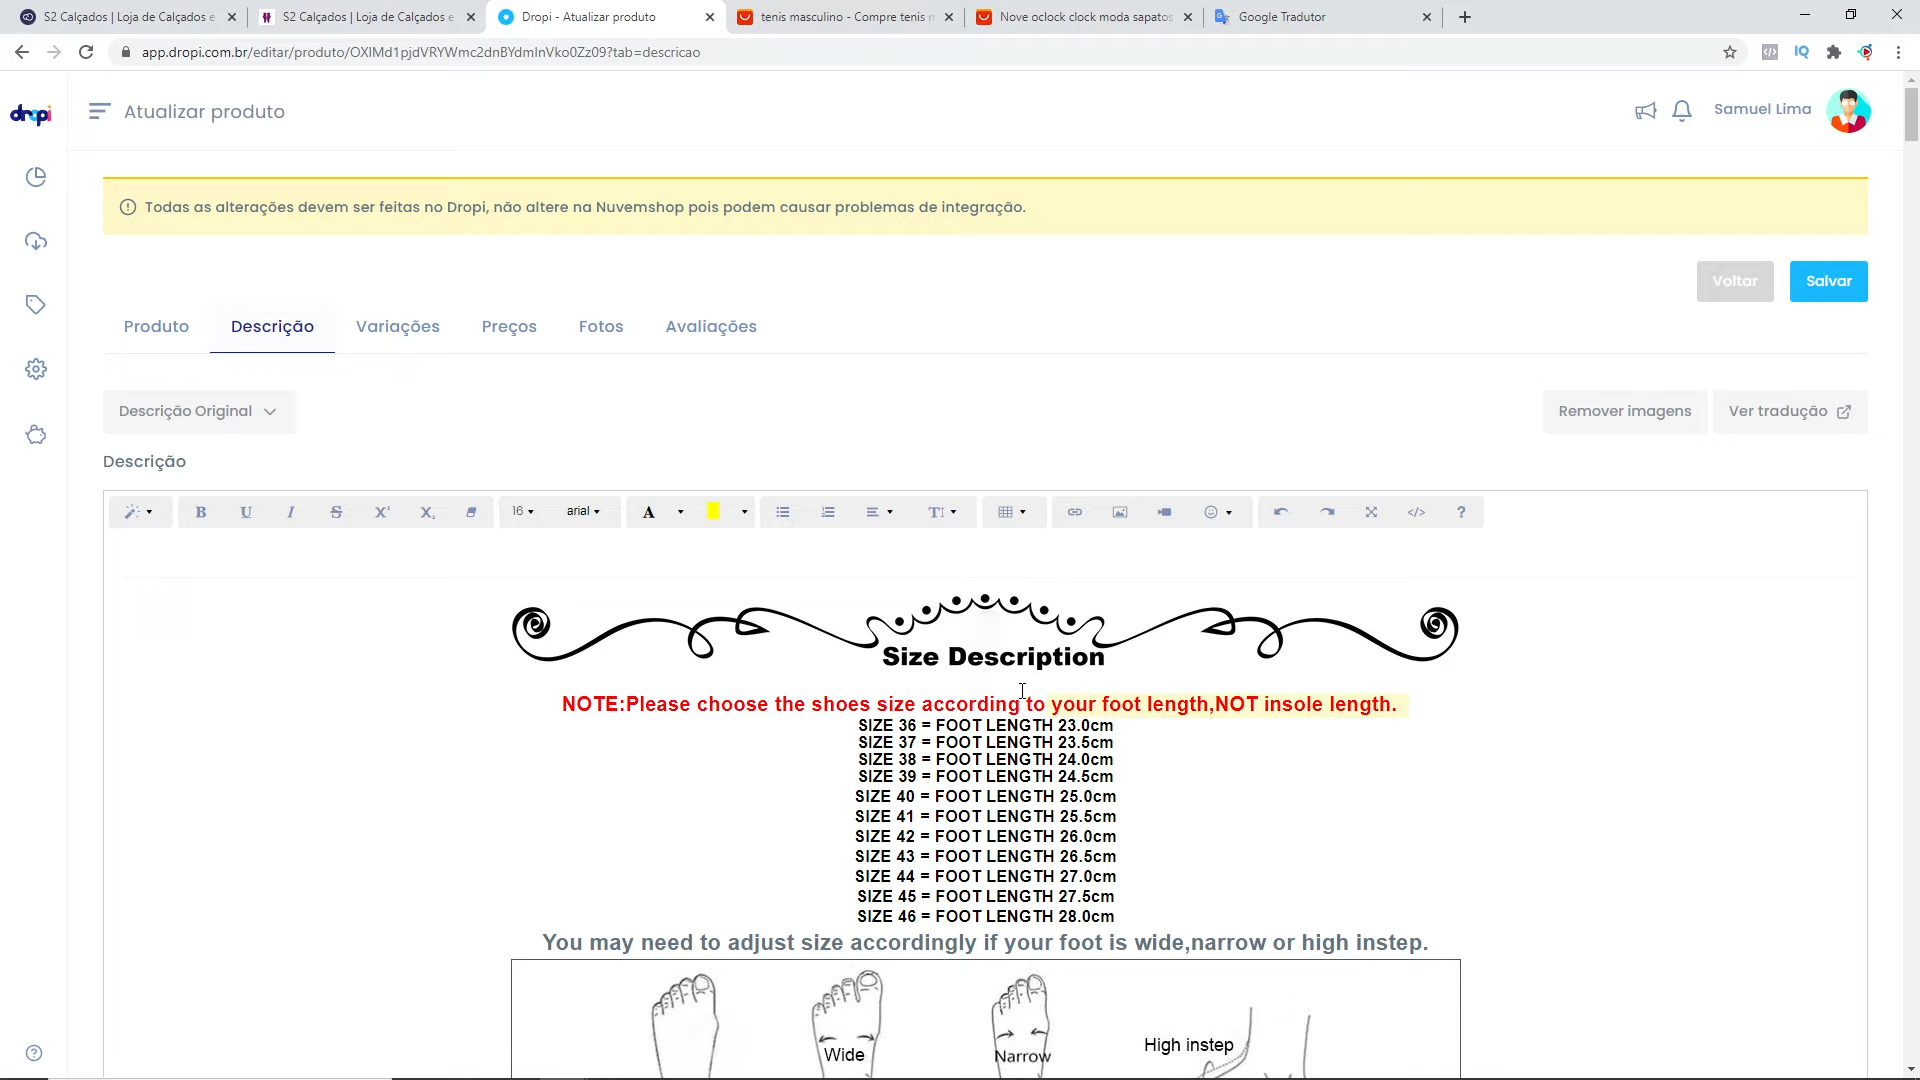 S2 Calçados | Loja de Calçados e
S2 Calçados | Loja de Calçados e
Dropi - Atualizar produto
tenis masculino - Compre tenis m
Nove oclock clock moda sapatos
Google Tradutor
app.dropi.com.br/editar/produto/OXlMd1pjdVRYWmc2dnBYdmlnVko0Zz09?tab=descricao
IQ
dropi
Atualizar produto
Samuel Lima
Todas as alterações devem ser feitas no Dropi, não altere na Nuvemshop pois podem causar problemas de integração.
Voltar
Salvar
Produto
Descrição
Variações
Preços
Fotos
Avaliações
Descrição Original
Remover imagens
Ver tradução
Descrição
B U I S X² X₂ 16 arial A T ?
Size Description
NOTE:Please choose the shoes size according to your foot length,NOT insole length.
SIZE 36 = FOOT LENGTH 23.0cm
SIZE 37 = FOOT LENGTH 23.5cm
SIZE 38 = FOOT LENGTH 24.0cm
SIZE 39 = FOOT LENGTH 24.5cm
SIZE 40 = FOOT LENGTH 25.0cm
SIZE 41 = FOOT LENGTH 25.5cm
SIZE 42 = FOOT LENGTH 26.0cm
SIZE 43 = FOOT LENGTH 26.5cm
SIZE 44 = FOOT LENGTH 27.0cm
SIZE 45 = FOOT LENGTH 27.5cm
SIZE 46 = FOOT LENGTH 28.0cm
You may need to adjust size accordingly if your foot is wide,narrow or high instep.
Wide
Narrow
High instep